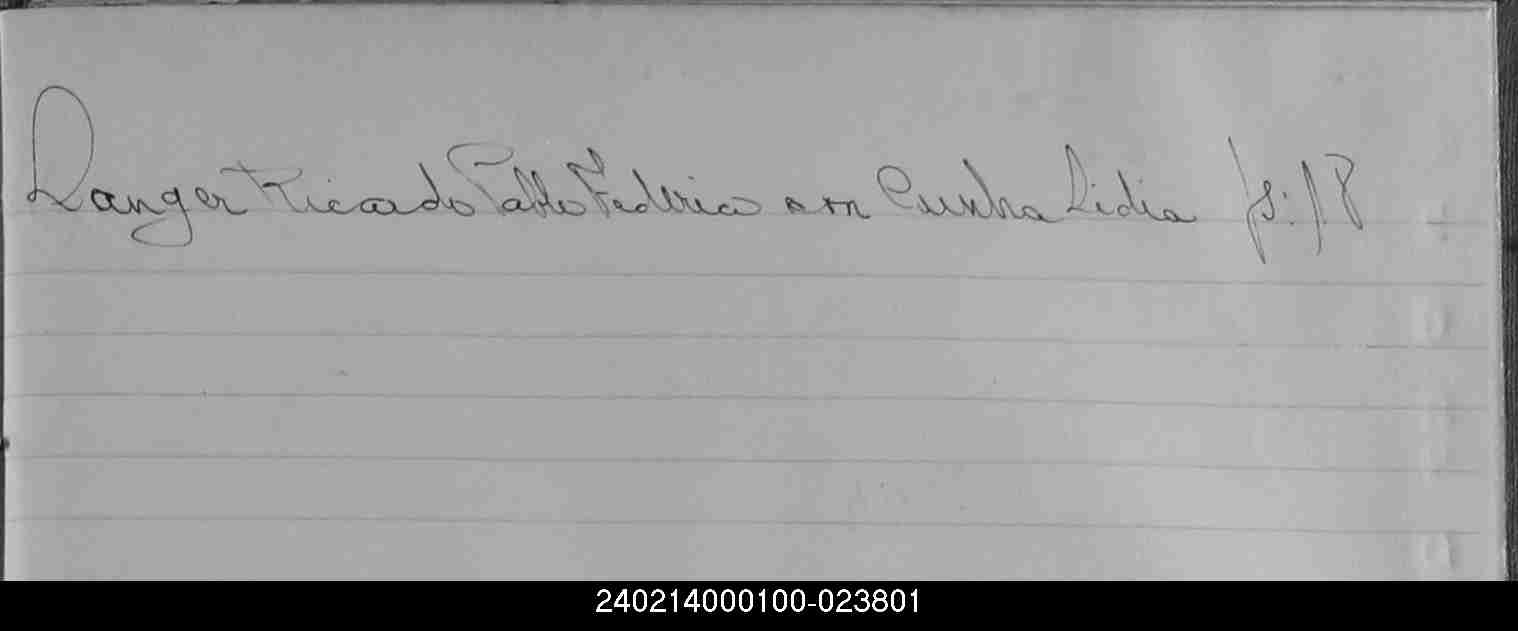 Langer Ricardo Pablo Federico con Cunha Lidia fs: 18
240214000100-023801